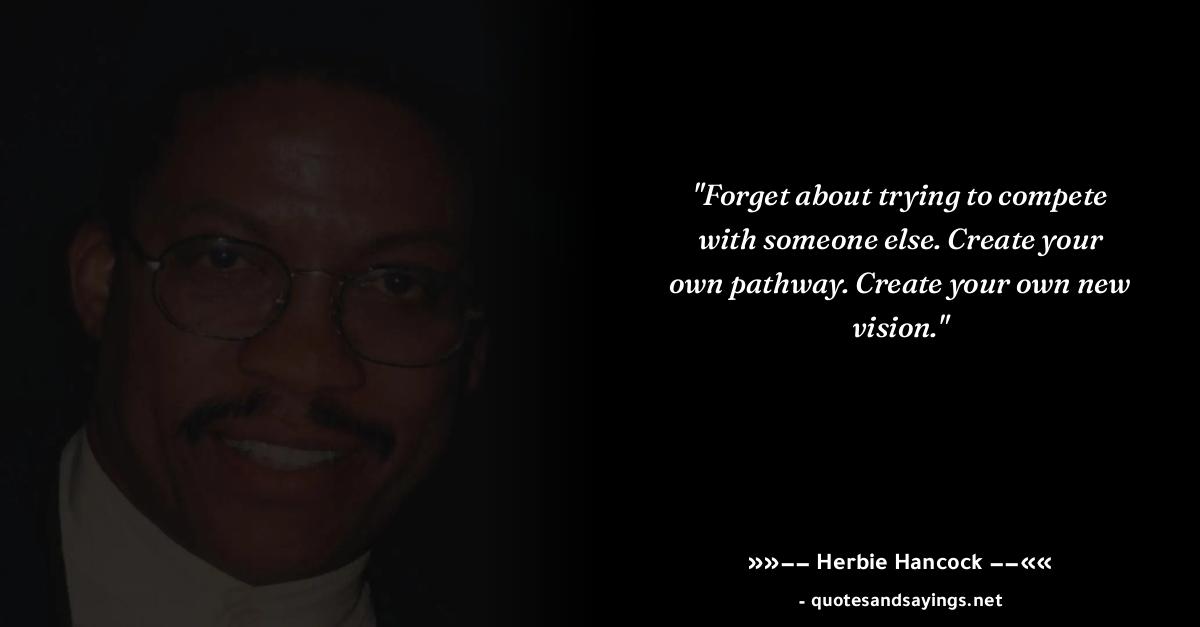 "Forget about trying to compete
with someone else. Create your
own pathway. Create your own new
vision."
»»−− Herbie Hancock −−««
- quotesandsayings.net